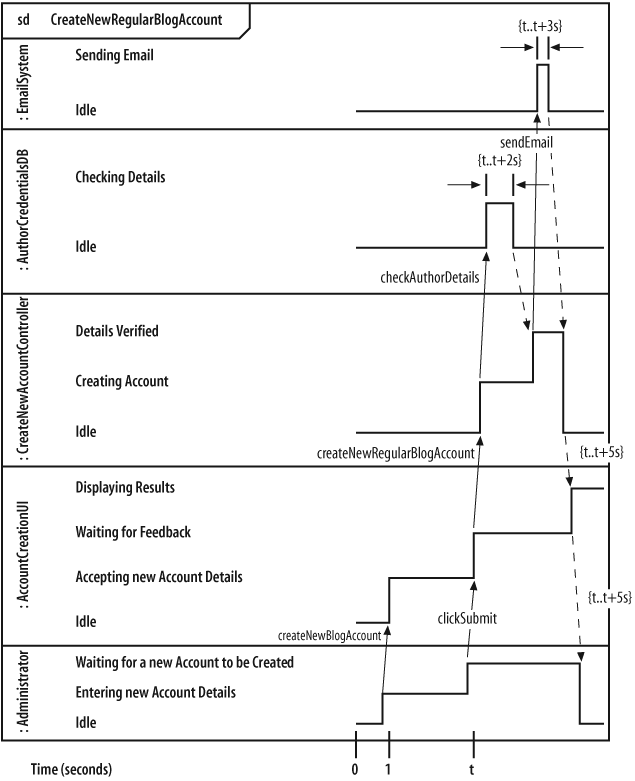 sd CreateNewRegularBlogAccount
{t..t+3s}
: EmailSystem
Sending Email
Idle
sendEmail
{t..t+2s}
: AuthorCredentialsDB
Checking Details
Idle
checkAuthorDetails
: CreateNewAccountController
Details Verified
Creating Account
Idle
createNewRegularBlogAccount
{t..t+5s}
: AccountCreationUI
Displaying Results
Waiting for Feedback
Accepting new Account Details
{t..t+5s}
clickSubmit
Idle
createNewBlogAccount
: Administrator
Waiting for a new Account to be Created
Entering new Account Details
Idle
Time (seconds) 0 1 t